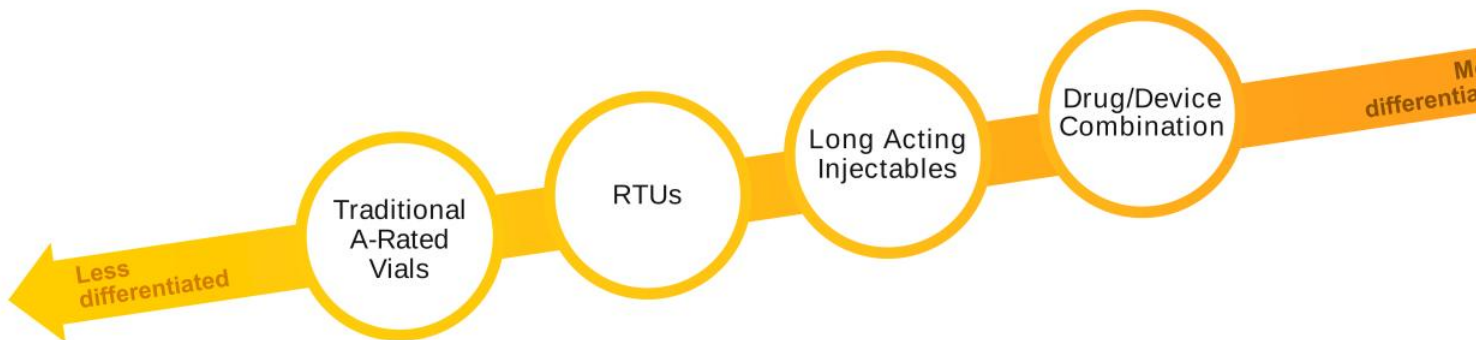 Less
differentiated
Traditional
A-Rated
Vials
RTUs
Long Acting
Injectables
Drug/Device
Combination